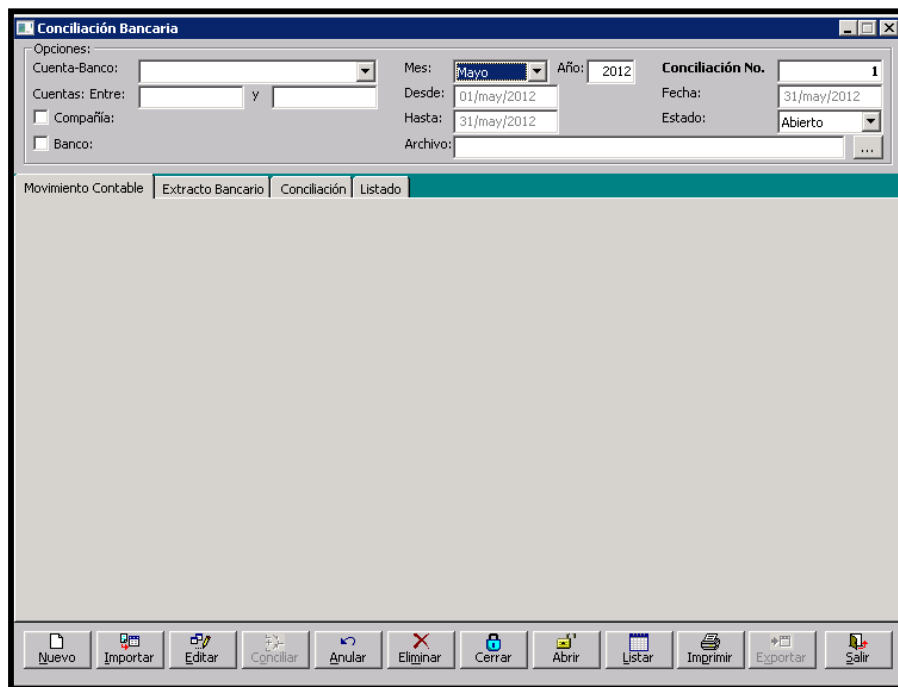 Conciliación Bancaria
Opciones:
Cuenta-Banco: Mes: Mayo Año: 2012 Conciliación No. 1
Cuentas: Entre: y Desde: 01/may/2012 Fecha: 31/may/2012
Compañía: Hasta: 31/may/2012 Estado: Abierto
Banco: Archivo: ...
Movimiento Contable Extracto Bancario Conciliación Listado
Nuevo Importar Editar Conciliar Anular Eliminar Cerrar Abrir Listar Imprimir Exportar Salir